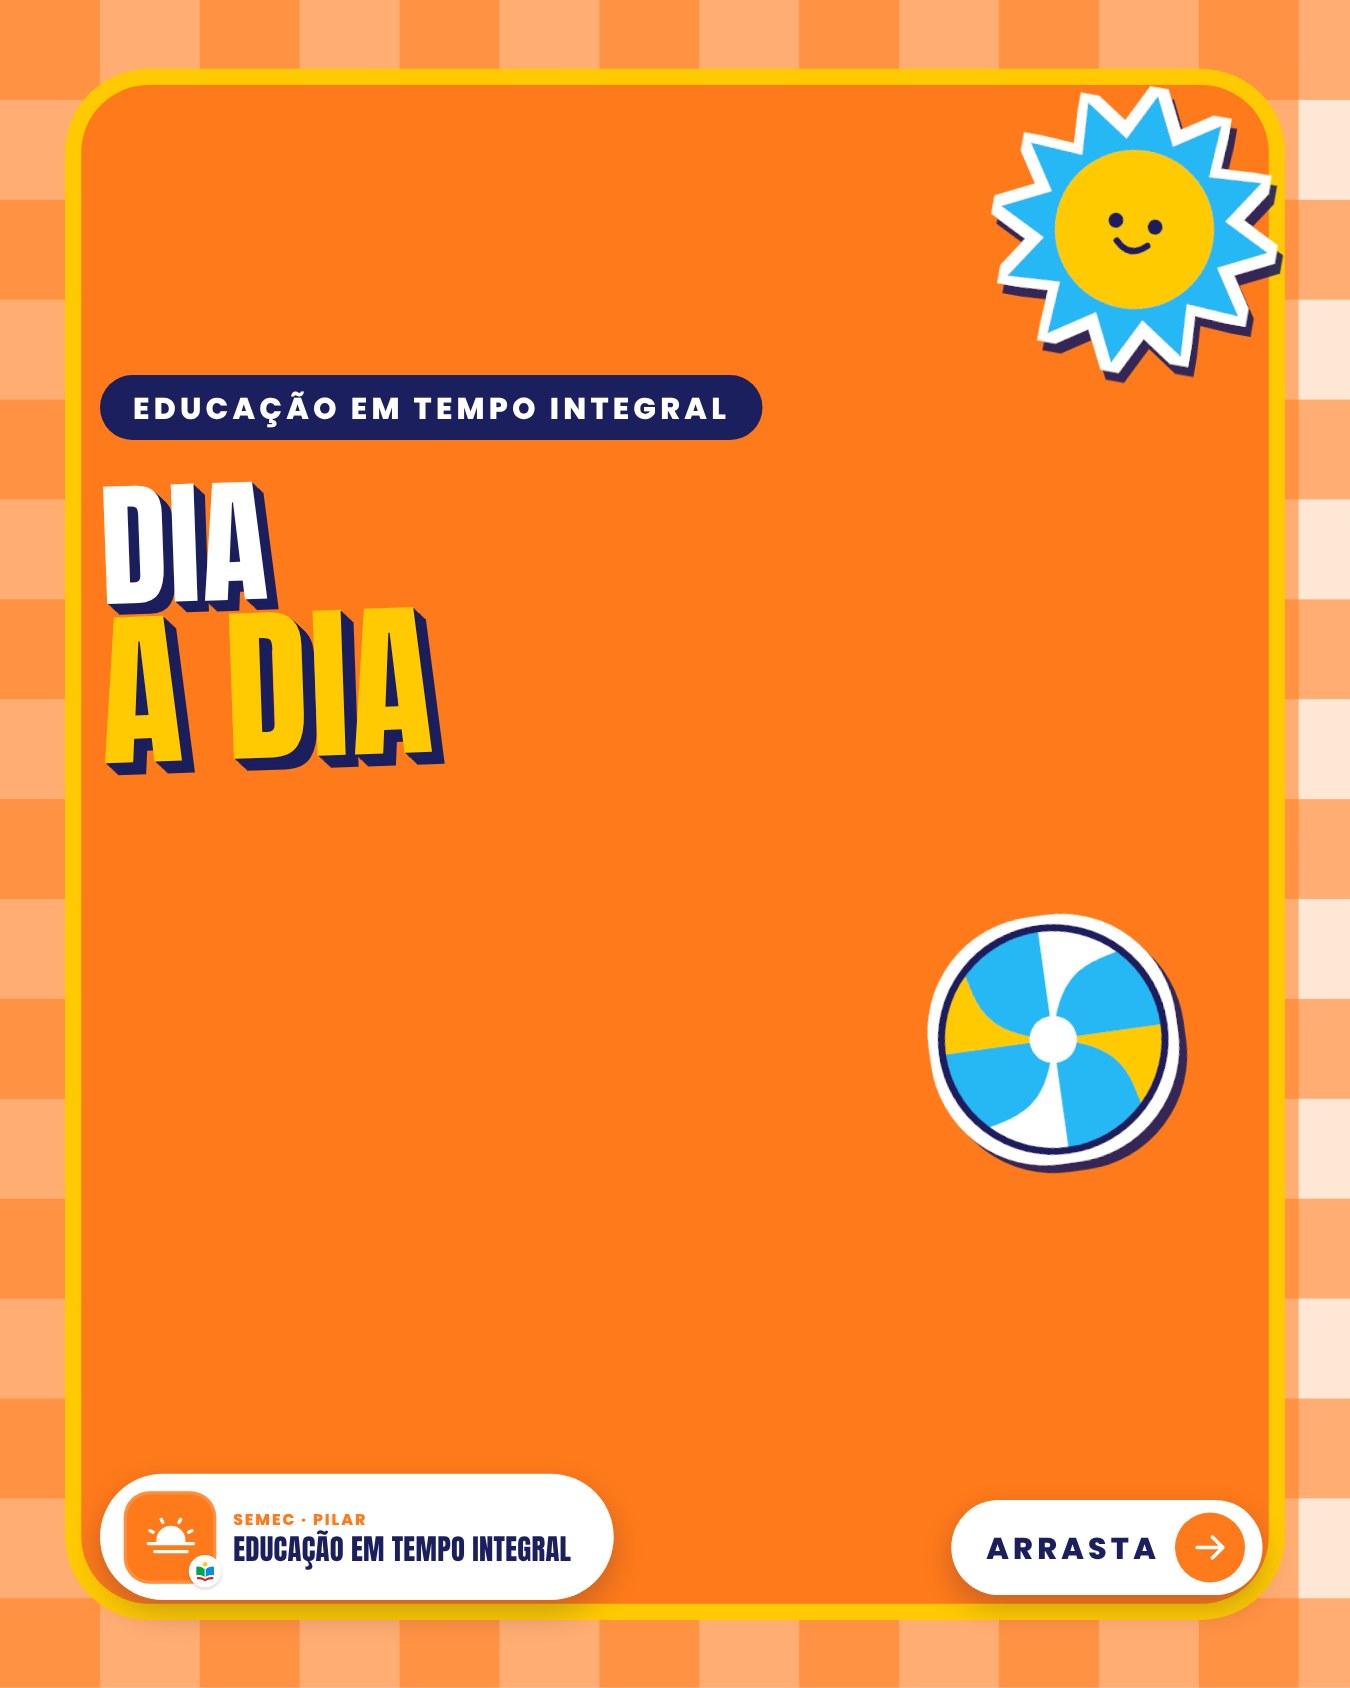 EDUCAÇÃO EM TEMPO INTEGRAL
DIA
A DIA
SEMEC · PILAR
EDUCAÇÃO EM TEMPO INTEGRAL
ARRASTA